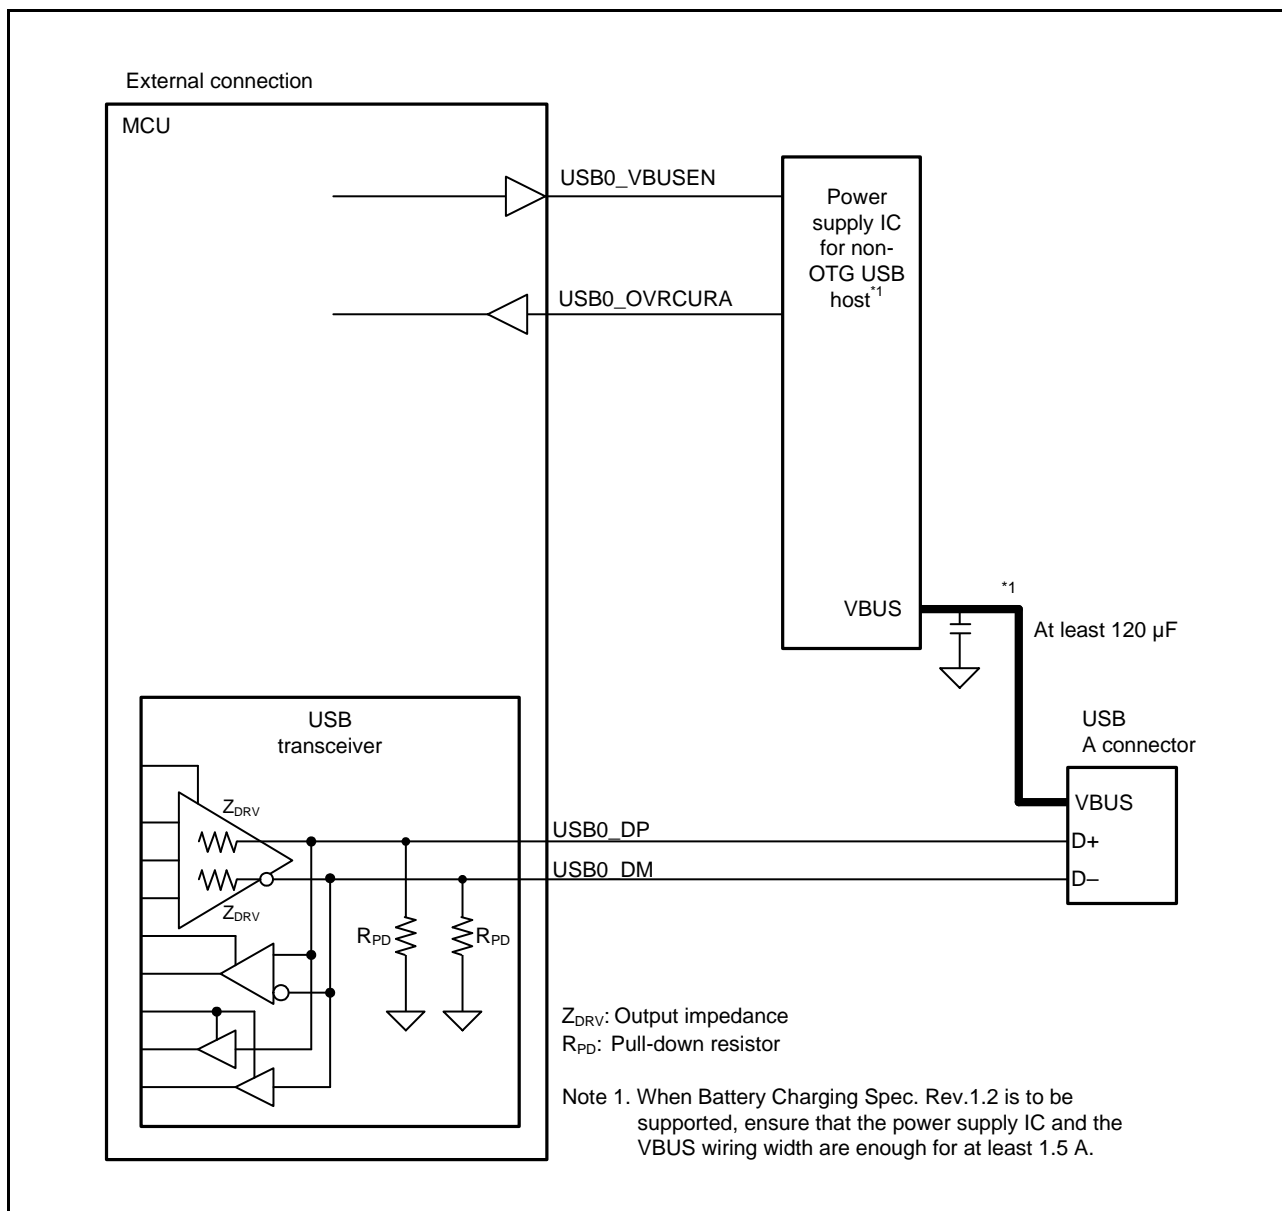 External connection
MCU
USB0_VBUSEN
USB0_OVRCURA
Power
supply IC
for non-
OTG USB
host*1
VBUS
*1
At least 120 µF
USB
A connector
VBUS
D+
D–
USB
transceiver
ZDRV
ZDRV
USB0_DP
USB0_DM
RPD
RPD
ZDRV: Output impedance
RPD: Pull-down resistor
Note 1. When Battery Charging Spec. Rev.1.2 is to be
supported, ensure that the power supply IC and the
VBUS wiring width are enough for at least 1.5 A.